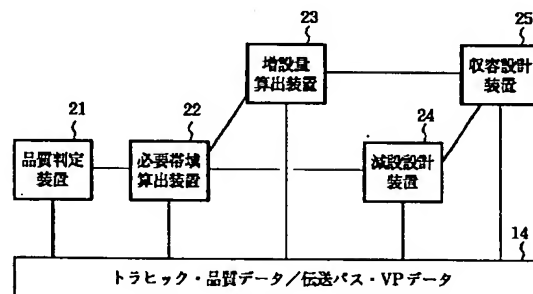 23
増設量
算出装置
25
収容設計
装置
21
品質判定
装置
22
必要帯域
算出装置
24
減設設計
装置
14
トラヒック・品質データ/伝送パス・VPデータ